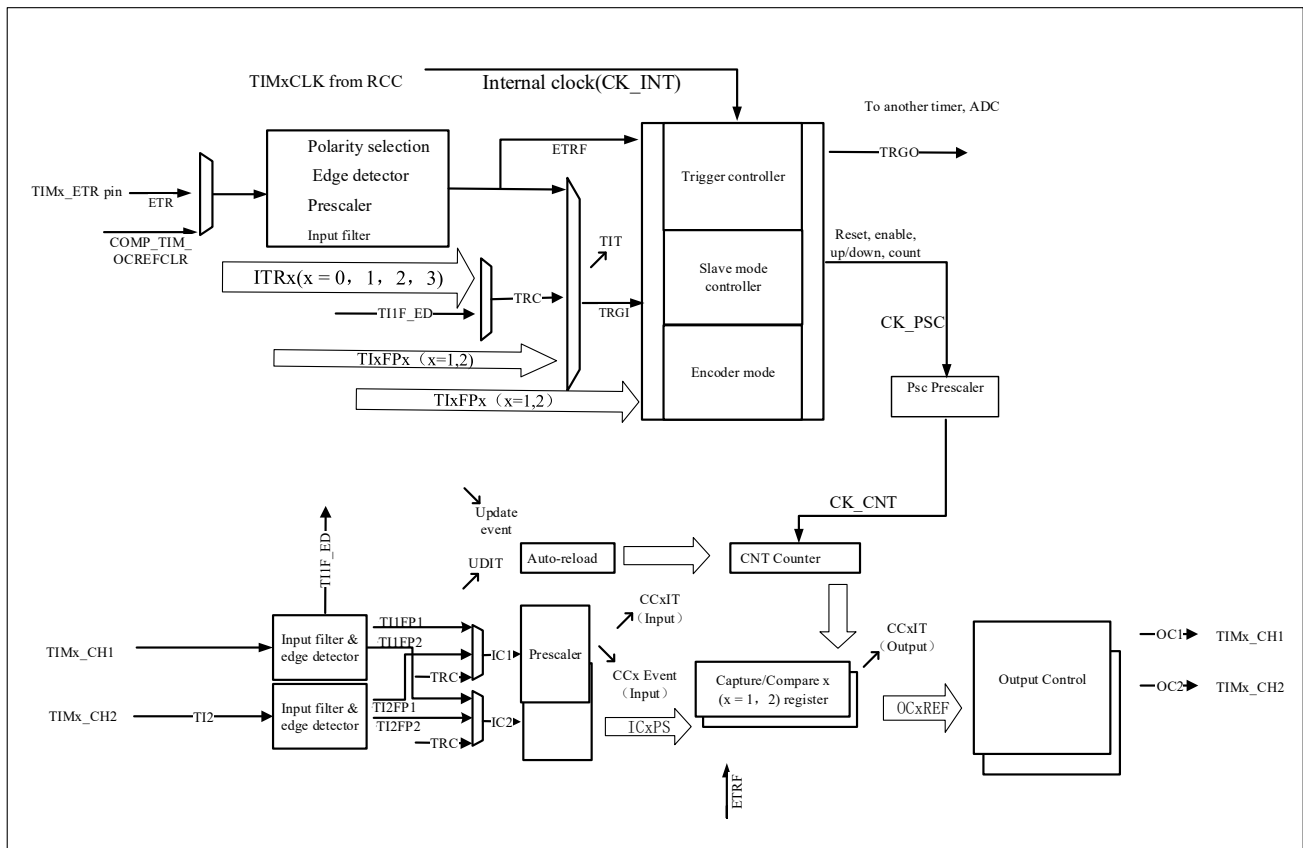 TIMxCLK from RCC
Internal clock(CK_INT)
To another timer, ADC
TRGO
Polarity selection
Edge detector
Prescaler
Input filter
ETRF
Trigger controller
TIMx_ETR pin
ETR
COMP_TIM_
OCREFCLR
TIT
Reset, enable,
up/down, count
ITRx(x = 0，1，2，3)
TRC
TI1F_ED
TRGI
Slave mode
controller
CK_PSC
TIxFPx（x=1,2)
Encoder mode
TIxFPx（x=1,2）
Psc Prescaler
CK_CNT
Update
event
TI1F_ED
UDIT
Auto-reload
CNT Counter
CCxIT
（Input）
TIMx_CH1
Input filter &
edge detector
TI1FP1
TI1FP2
TRC
IC1
Prescaler
CCx Event
（Input）
CCxIT
（Output）
Capture/Compare x
(x = 1，2) register
Output Control
OC1
TIMx_CH1
OC2
TIMx_CH2
TIMx_CH2
TI2
Input filter &
edge detector
TI2FP1
TI2FP2
TRC
IC2
ICxPS
OCxREF
ETRF